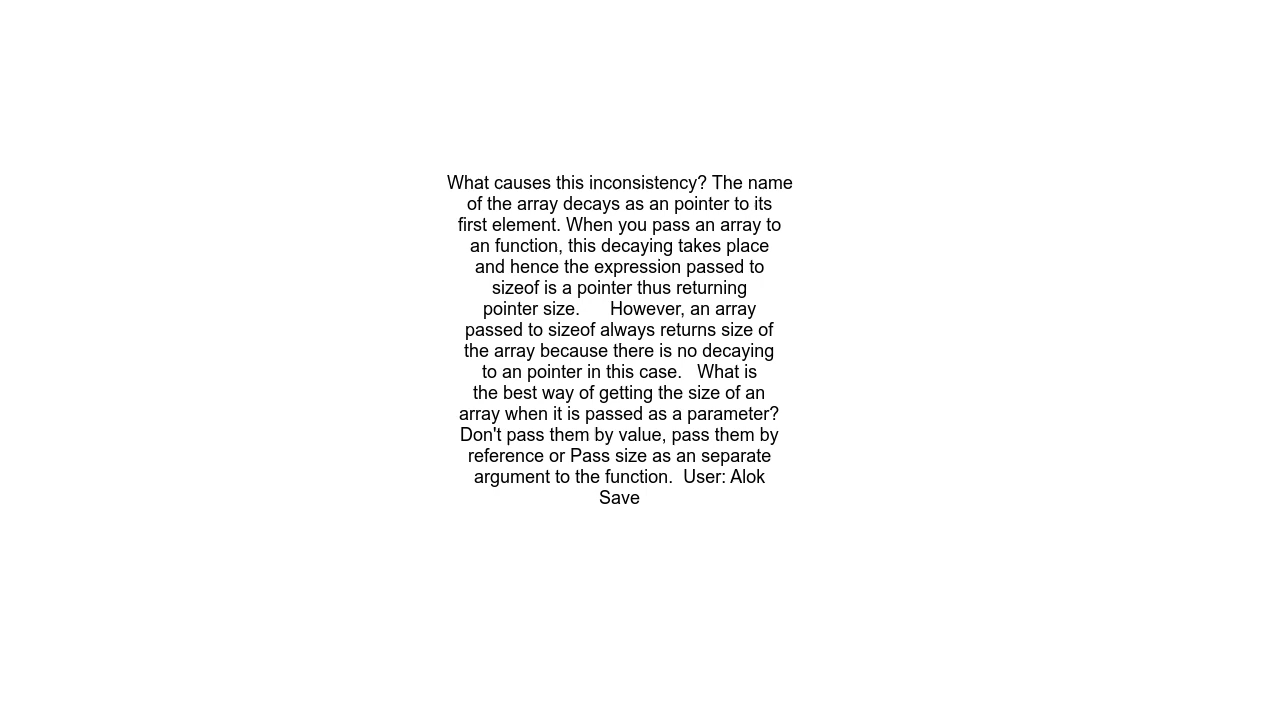 What causes this inconsistency? The name
of the array decays as an pointer to its
first element. When you pass an array to
an function, this decaying takes place
and hence the expression passed to
sizeof is a pointer thus returning
pointer size.      However, an array
passed to sizeof always returns size of
the array because there is no decaying
to an pointer in this case.   What is
the best way of getting the size of an
array when it is passed as a parameter?
Don't pass them by value, pass them by
reference or Pass size as an separate
argument to the function.  User: Alok
Save